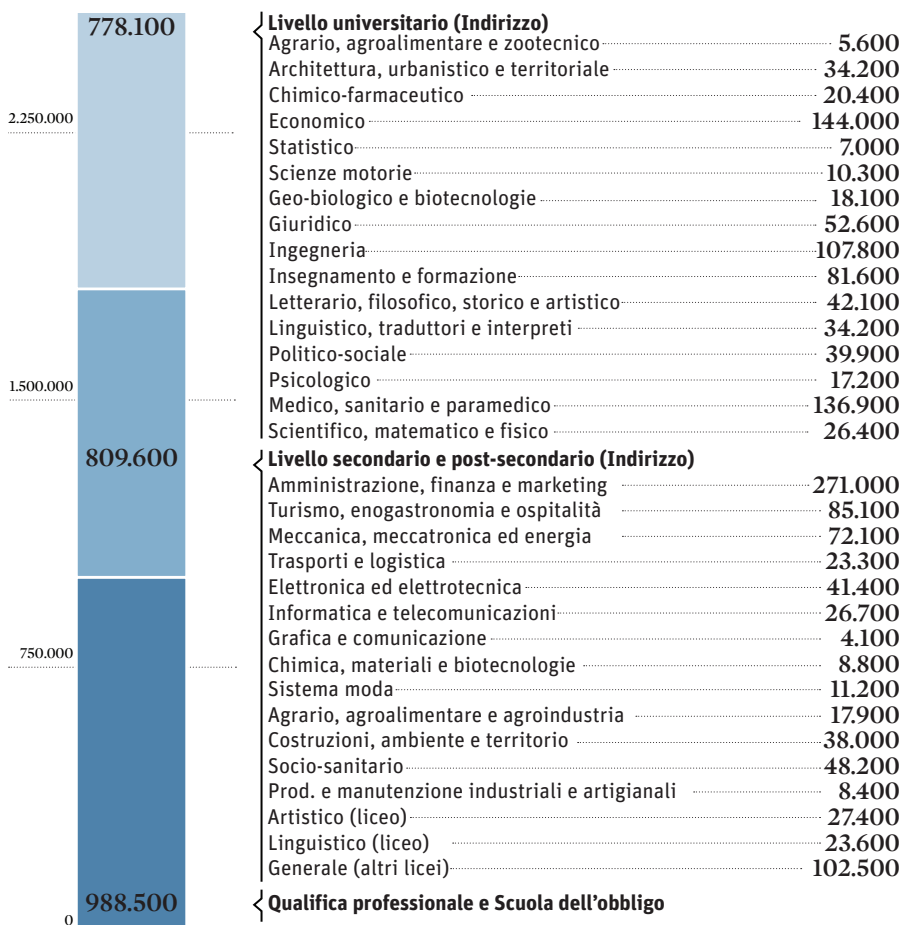 778.100
2.250.000
1.500.000
809.600
750.000
988.500
0
Livello universitario (Indirizzo)
Agrario, agroalimentare e zootecnico 5.600
Architettura, urbanistico e territoriale 34.200
Chimico-farmaceutico 20.400
Economico 144.000
Statistico 7.000
Scienze motorie 10.300
Geo-biologico e biotecnologie 18.100
Giuridico 52.600
Ingegneria 107.800
Insegnamento e formazione 81.600
Letterario, filosofico, storico e artistico 42.100
Linguistico, traduttori e interpreti 34.200
Politico-sociale 39.900
Psicologico 17.200
Medico, sanitario e paramedico 136.900
Scientifico, matematico e fisico 26.400
Livello secondario e post-secondario (Indirizzo)
Amministrazione, finanza e marketing 271.000
Turismo, enogastronomia e ospitalità 85.100
Meccanica, meccatronica ed energia 72.100
Trasporti e logistica 23.300
Elettronica ed elettrotecnica 41.400
Informatica e telecomunicazioni 26.700
Grafica e comunicazione 4.100
Chimica, materiali e biotecnologie 8.800
Sistema moda 11.200
Agrario, agroalimentare e agroindustria 17.900
Costruzioni, ambiente e territorio 38.000
Socio-sanitario 48.200
Prod. e manutenzione industriali e artigianali 8.400
Artistico (liceo) 27.400
Linguistico (liceo) 23.600
Generale (altri licei) 102.500
Qualifica professionale e Scuola dell'obbligo